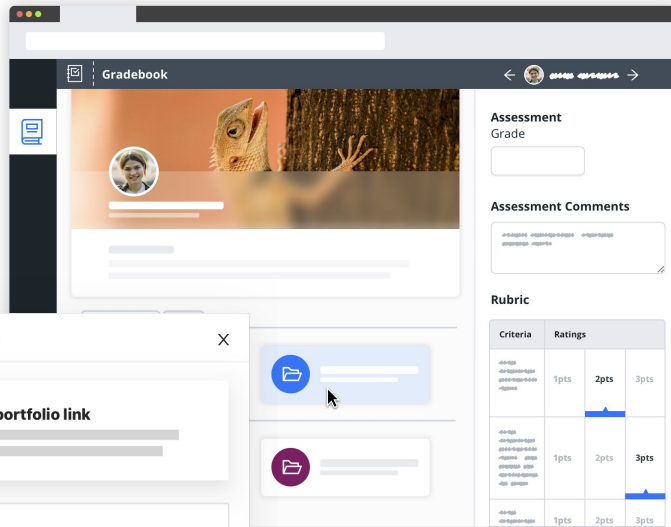 Gradebook
Assessment
Grade
Assessment Comments
Rubric
Criteria Ratings
1pts 2pts 3pts
1pts 2pts 3pts
1pts 2pts 3pts
X
portfolio link